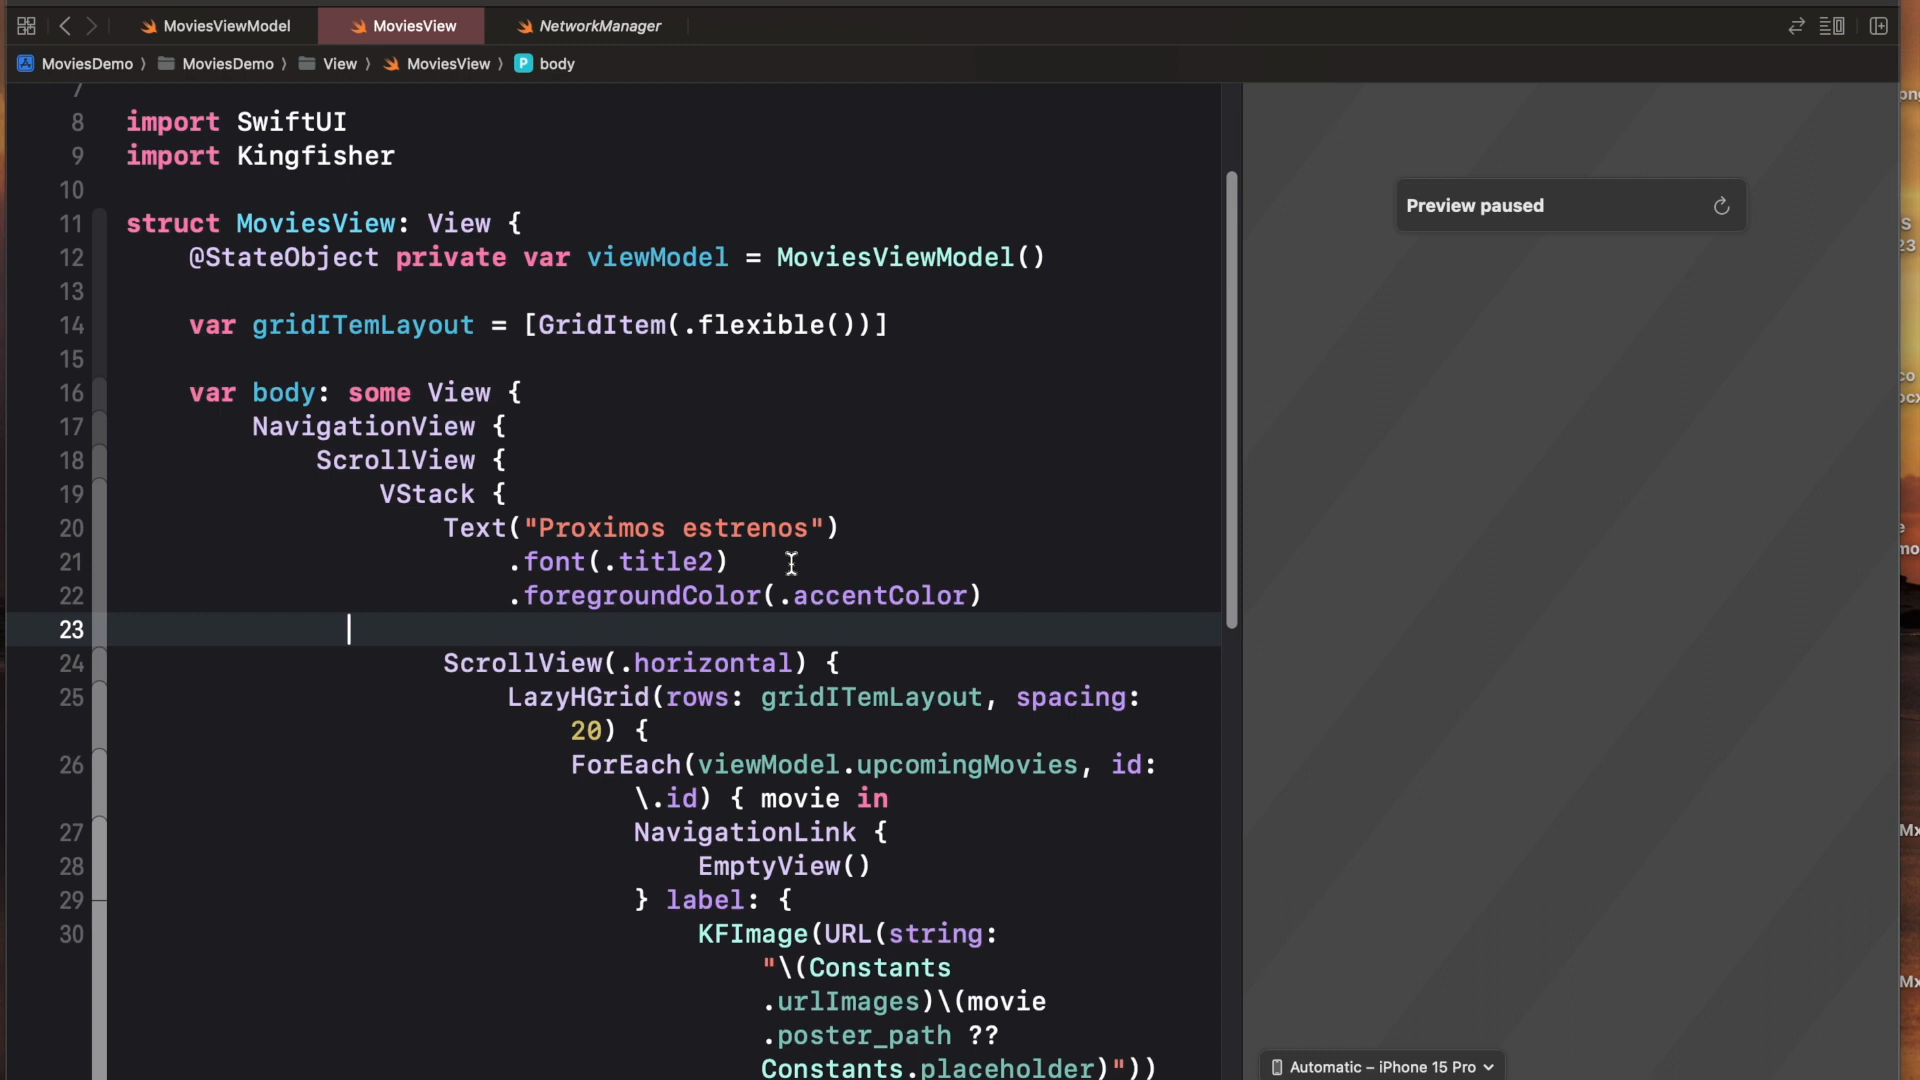 MoviesViewModel
MoviesView
NetworkManager
MoviesDemo 〉 MoviesDemo 〉 View 〉 MoviesView 〉 P body
7
8 import SwiftUI
9 import Kingfisher
10
11 struct MoviesView: View {
12 @StateObject private var viewModel = MoviesViewModel()
13
14 var gridITemLayout = [GridItem(.flexible())]
15
16 var body: some View {
17 NavigationView {
18 ScrollView {
19 VStack {
20 Text("Proximos estrenos")
21 .font(.title2)
22 .foregroundColor(.accentColor)
23
24 ScrollView(.horizontal) {
25 LazyHGrid(rows: gridITemLayout, spacing:
20) {
26 ForEach(viewModel.upcomingMovies, id:
\.id) { movie in
27 NavigationLink {
28 EmptyView()
29 } label: {
30 KFImage(URL(string:
"\(Constants
.urlImages)\(movie
.poster_path ??
Constants.placeholder)"))
Preview paused
Automatic – iPhone 15 Pro